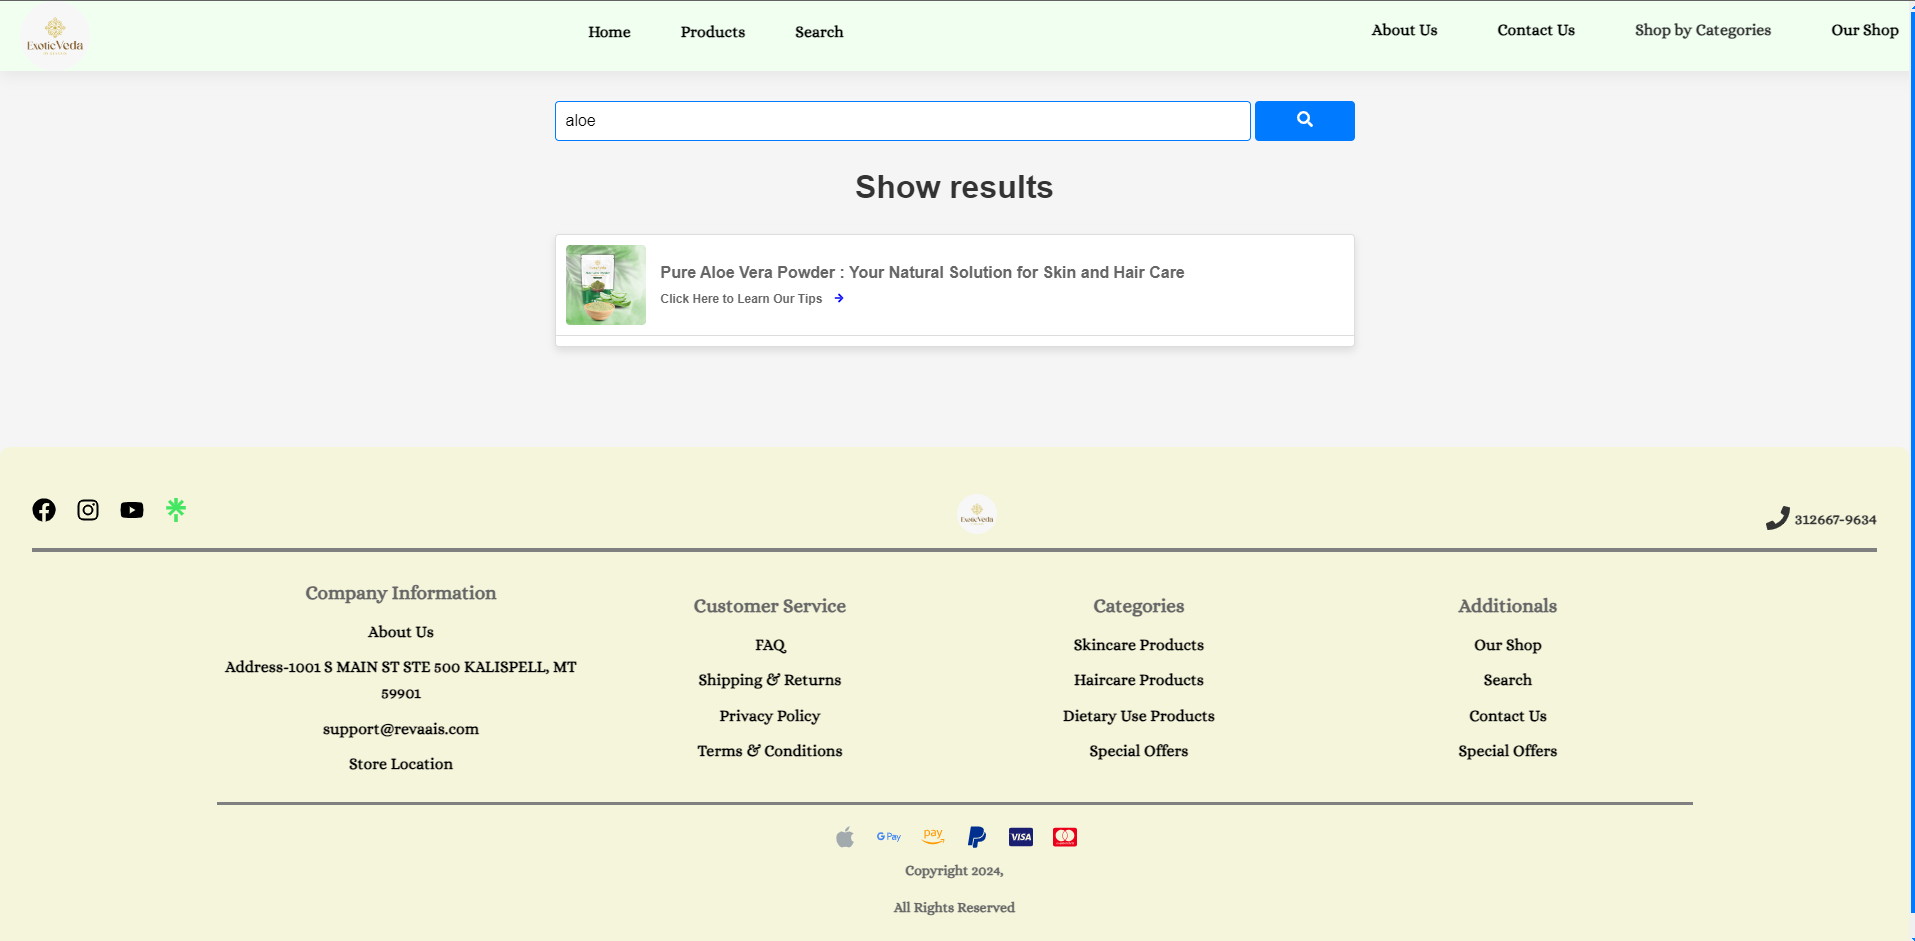 ExoticVeda
Home
Products
Search
About Us
Contact Us
Shop by Categories
Our Shop
aloe
Show results
Pure Aloe Vera Powder : Your Natural Solution for Skin and Hair Care
Click Here to Learn Our Tips
ExoticVeda
312667-9634
Company Information
About Us
Address-1001 S MAIN ST STE 500 KALISPELL, MT
59901
support@revaais.com
Store Location
Customer Service
FAQ
Shipping & Returns
Privacy Policy
Terms & Conditions
Categories
Skincare Products
Haircare Products
Dietary Use Products
Special Offers
Additionals
Our Shop
Search
Contact Us
Special Offers
G Pay
pay
VISA
Copyright 2024,
All Rights Reserved